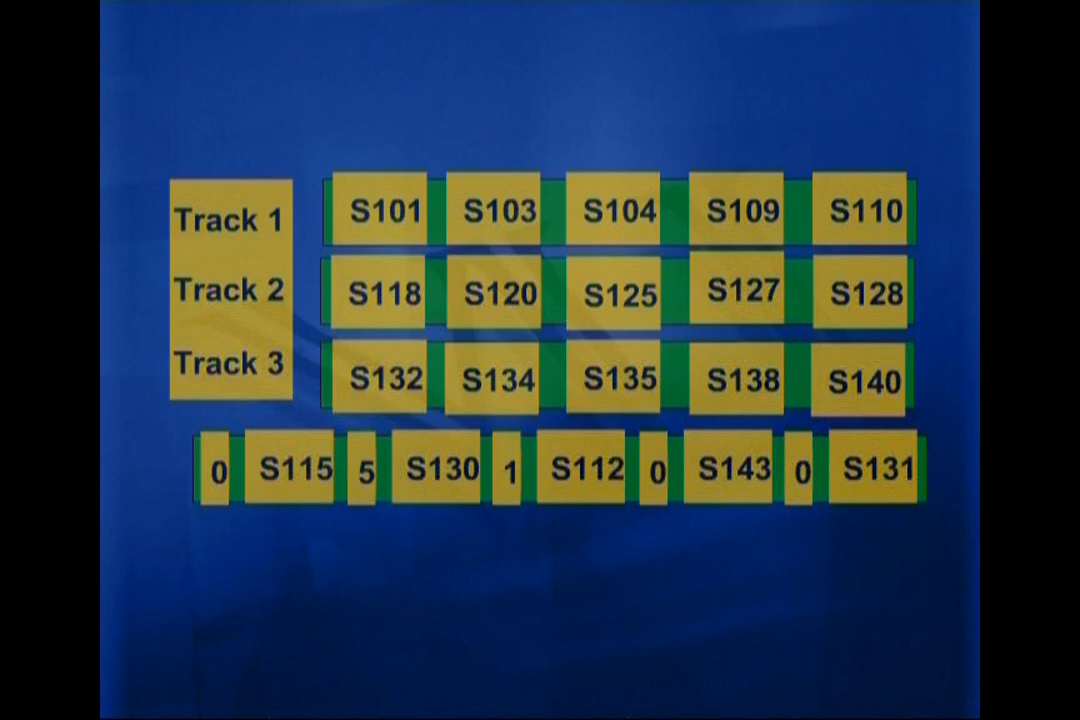 Track 1 S101 S103 S104 S109 S110
Track 2 S118 S120 S125 S127 S128
Track 3 S132 S134 S135 S138 S140
0 S115 5 S130 1 S112 0 S143 0 S131